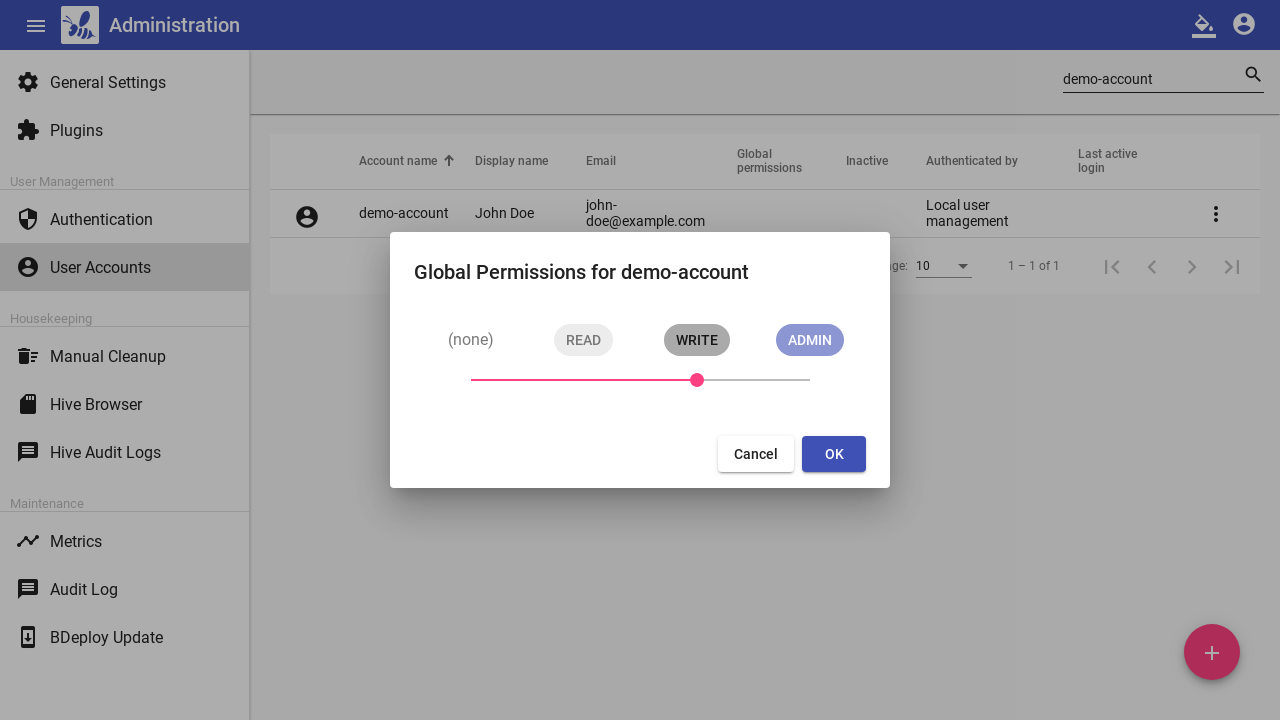 Administration
General Settings
Plugins
User Management
Authentication
User Accounts
Housekeeping
Manual Cleanup
Hive Browser
Hive Audit Logs
Maintenance
Metrics
Audit Log
BDeploy Update
demo-account
Account name
Display name
Email
Global
permissions
Inactive
Authenticated by
Last active
login
demo-account
John Doe
john-
doe@example.com
Local user
management
10
1 – 1 of 1
Global Permissions for demo-account
(none)
READ
WRITE
ADMIN
Cancel
OK